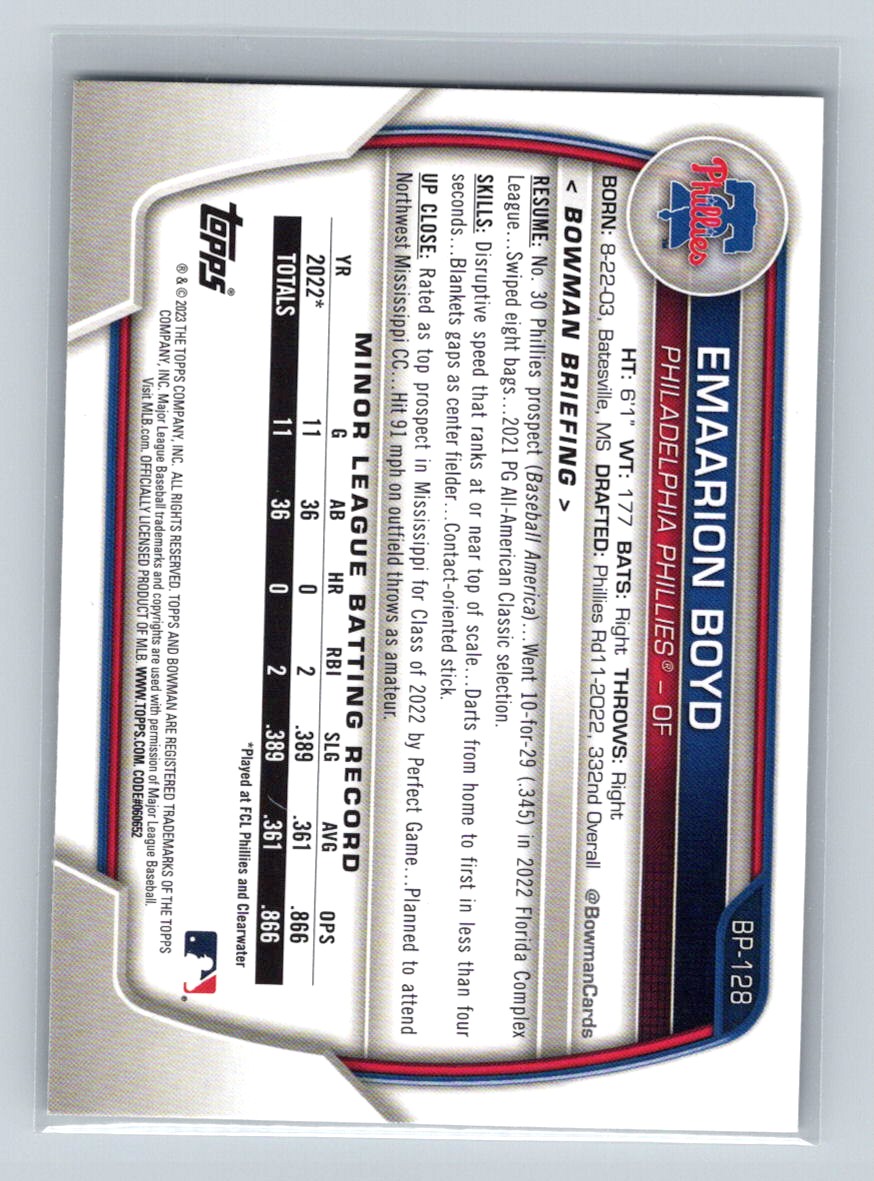 BP-128
Phillies
EMAARION BOYD
PHILADELPHIA PHILLIES® – OF
HT: 6'1" WT: 177 BATS: Right THROWS: Right
BORN: 8-22-03, Batesville, MS DRAFTED: Phillies Rd11-2022, 332nd Overall @BowmanCards
< BOWMAN BRIEFING >
RESUME: No. 30 Phillies prospect (Baseball America)...Went 10-for-29 (.345) in 2022 Florida Complex
League...Swiped eight bags...2021 PG All-American Classic selection.
SKILLS: Disruptive speed that ranks at or near top of scale...Darts from home to first in less than four
seconds...Blankets gaps as center fielder...Contact-oriented stick.
UP CLOSE: Rated as top prospect in Mississippi for Class of 2022 by Perfect Game...Planned to attend
Northwest Mississippi CC...Hit 91 mph on outfield throws as amateur.
MINOR LEAGUE BATTING RECORD
YR G AB HR RBI SLG AVG OPS
2022* 11 36 0 2 .389 .361 .866
TOTALS 11 36 0 2 .389 .361 .866
*Played at FCL Phillies and Clearwater
topps®
® & © 2023 THE TOPPS COMPANY, INC. ALL RIGHTS RESERVED. TOPPS AND BOWMAN ARE REGISTERED TRADEMARKS OF THE TOPPS
COMPANY, INC. Major League Baseball trademarks and copyrights are used with permission of Major League Baseball.
Visit MLB.com. OFFICIALLY LICENSED PRODUCT OF MLB. WWW.TOPPS.COM. CODE#060652